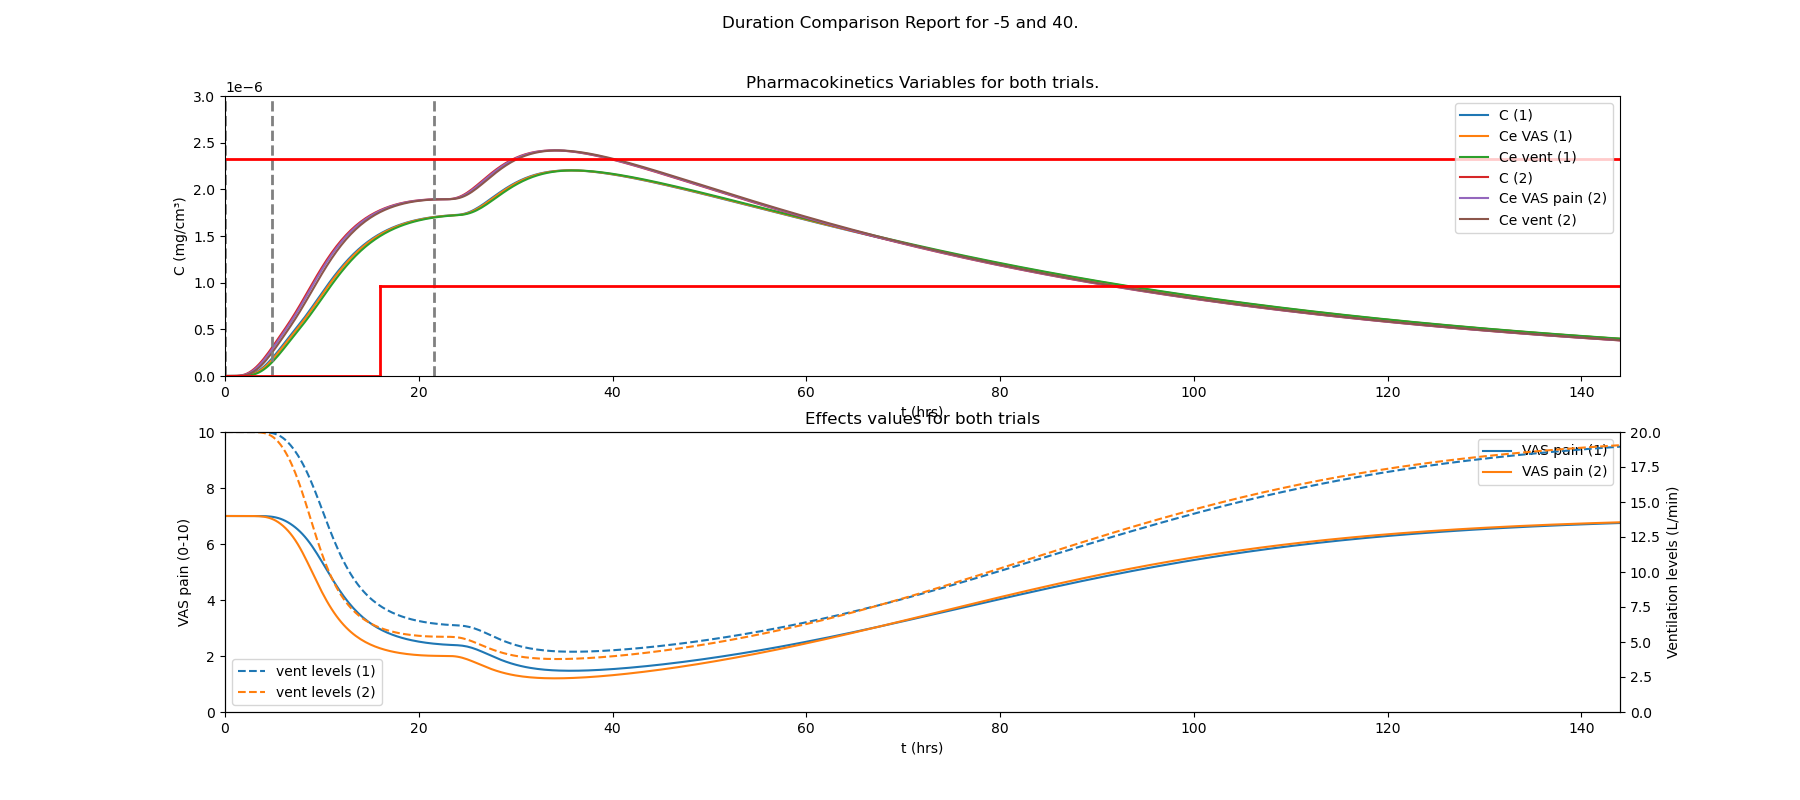 Duration Comparison Report for -5 and 40.
Pharmacokinetics Variables for both trials.
1e−6
3.0
2.5
2.0
1.5
1.0
0.5
0.0
C (mg/cm³)
C (1)
Ce VAS (1)
Ce vent (1)
C (2)
Ce VAS pain (2)
Ce vent (2)
0 20 40 60 80 100 120 140
t (hrs)
Effects values for both trials
10
8
6
4
2
0
VAS pain (0-10)
VAS pain (1)
VAS pain (2)
vent levels (1)
vent levels (2)
20.0
17.5
15.0
12.5
10.0
7.5
5.0
2.5
0.0
Ventilation levels (L/min)
0 20 40 60 80 100 120 140
t (hrs)